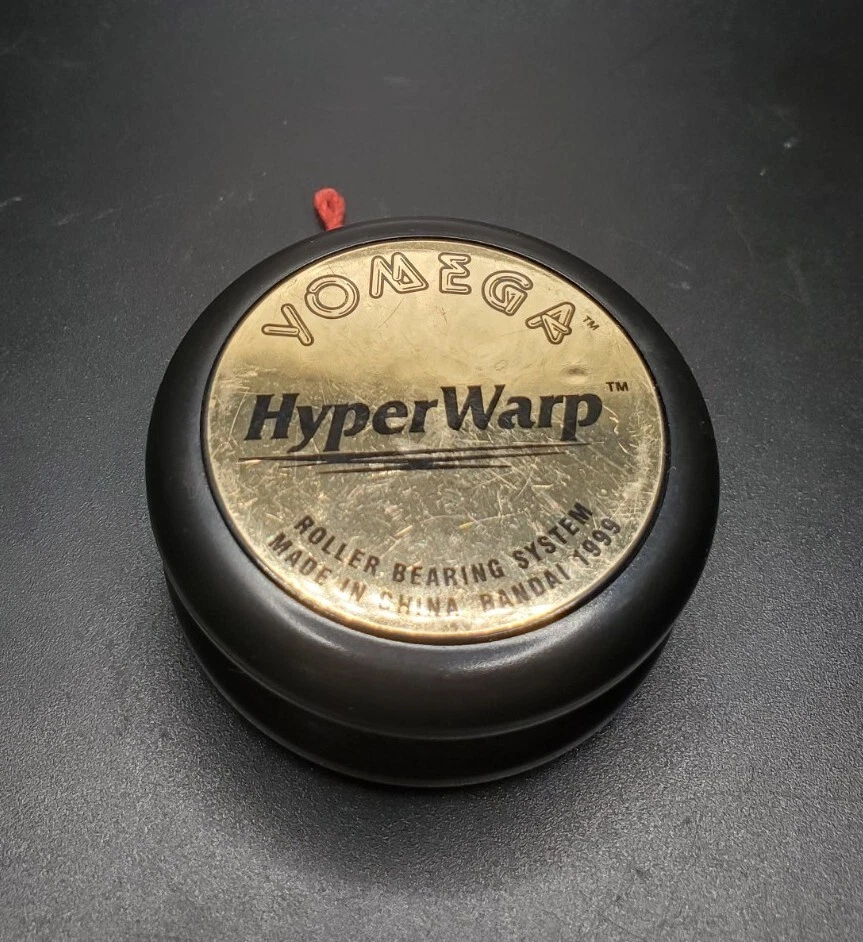 YOMEGA™
HyperWarp™
ROLLER BEARING SYSTEM
MADE IN CHINA, BANDAI 1999